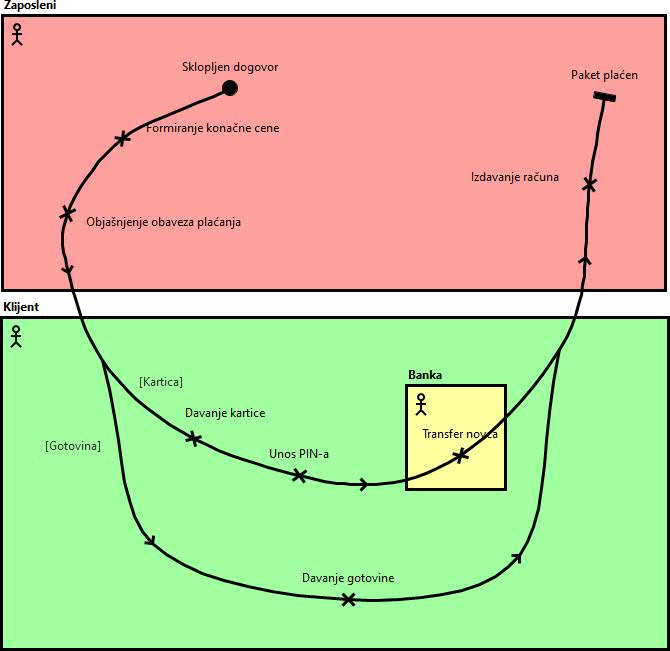 Zaposleni
Sklopljen dogovor
Paket plaćen
Formiranje konačne cene
Izdavanje računa
Objašnjenje obaveza plaćanja
Klijent
[Kartica]
Banka
Davanje kartice
Transfer novca
[Gotovina]
Unos PIN-a
Davanje gotovine